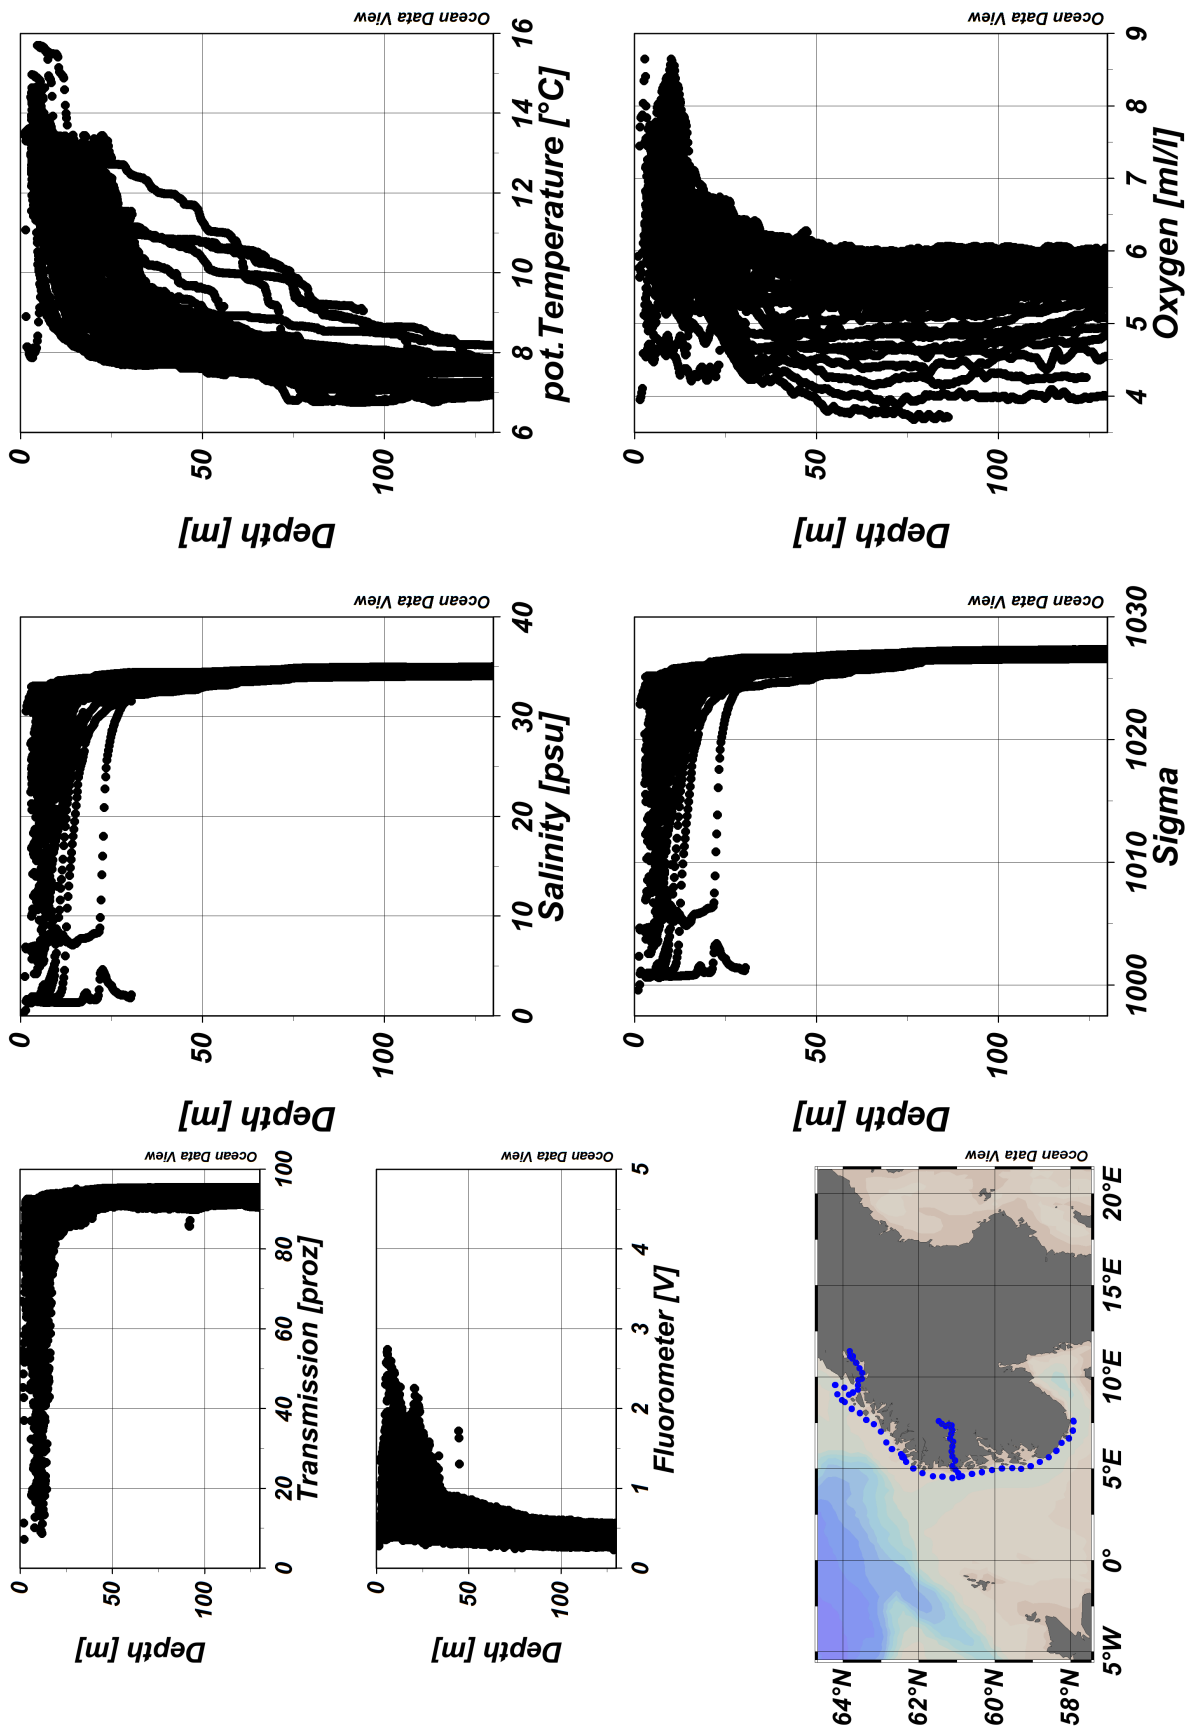 Ocean Data View
0
50
100
Depth [m]
0
20
40
60
80
100
Transmission [proz]
Ocean Data View
0
50
100
Depth [m]
0
10
20
30
40
Salinity [psu]
Ocean Data View
0
50
100
Depth [m]
6
8
10
12
14
16
pot.Temperature [°C]
Ocean Data View
0
50
100
Depth [m]
0
1
2
3
4
5
Fluorometer [V]
Ocean Data View
64°N
62°N
60°N
58°N
5°W
0°
5°E
10°E
15°E
20°E
Ocean Data View
0
50
100
Depth [m]
1000
1010
1020
1030
Sigma
Ocean Data View
0
50
100
Depth [m]
4
5
6
7
8
9
Oxygen [ml/l]